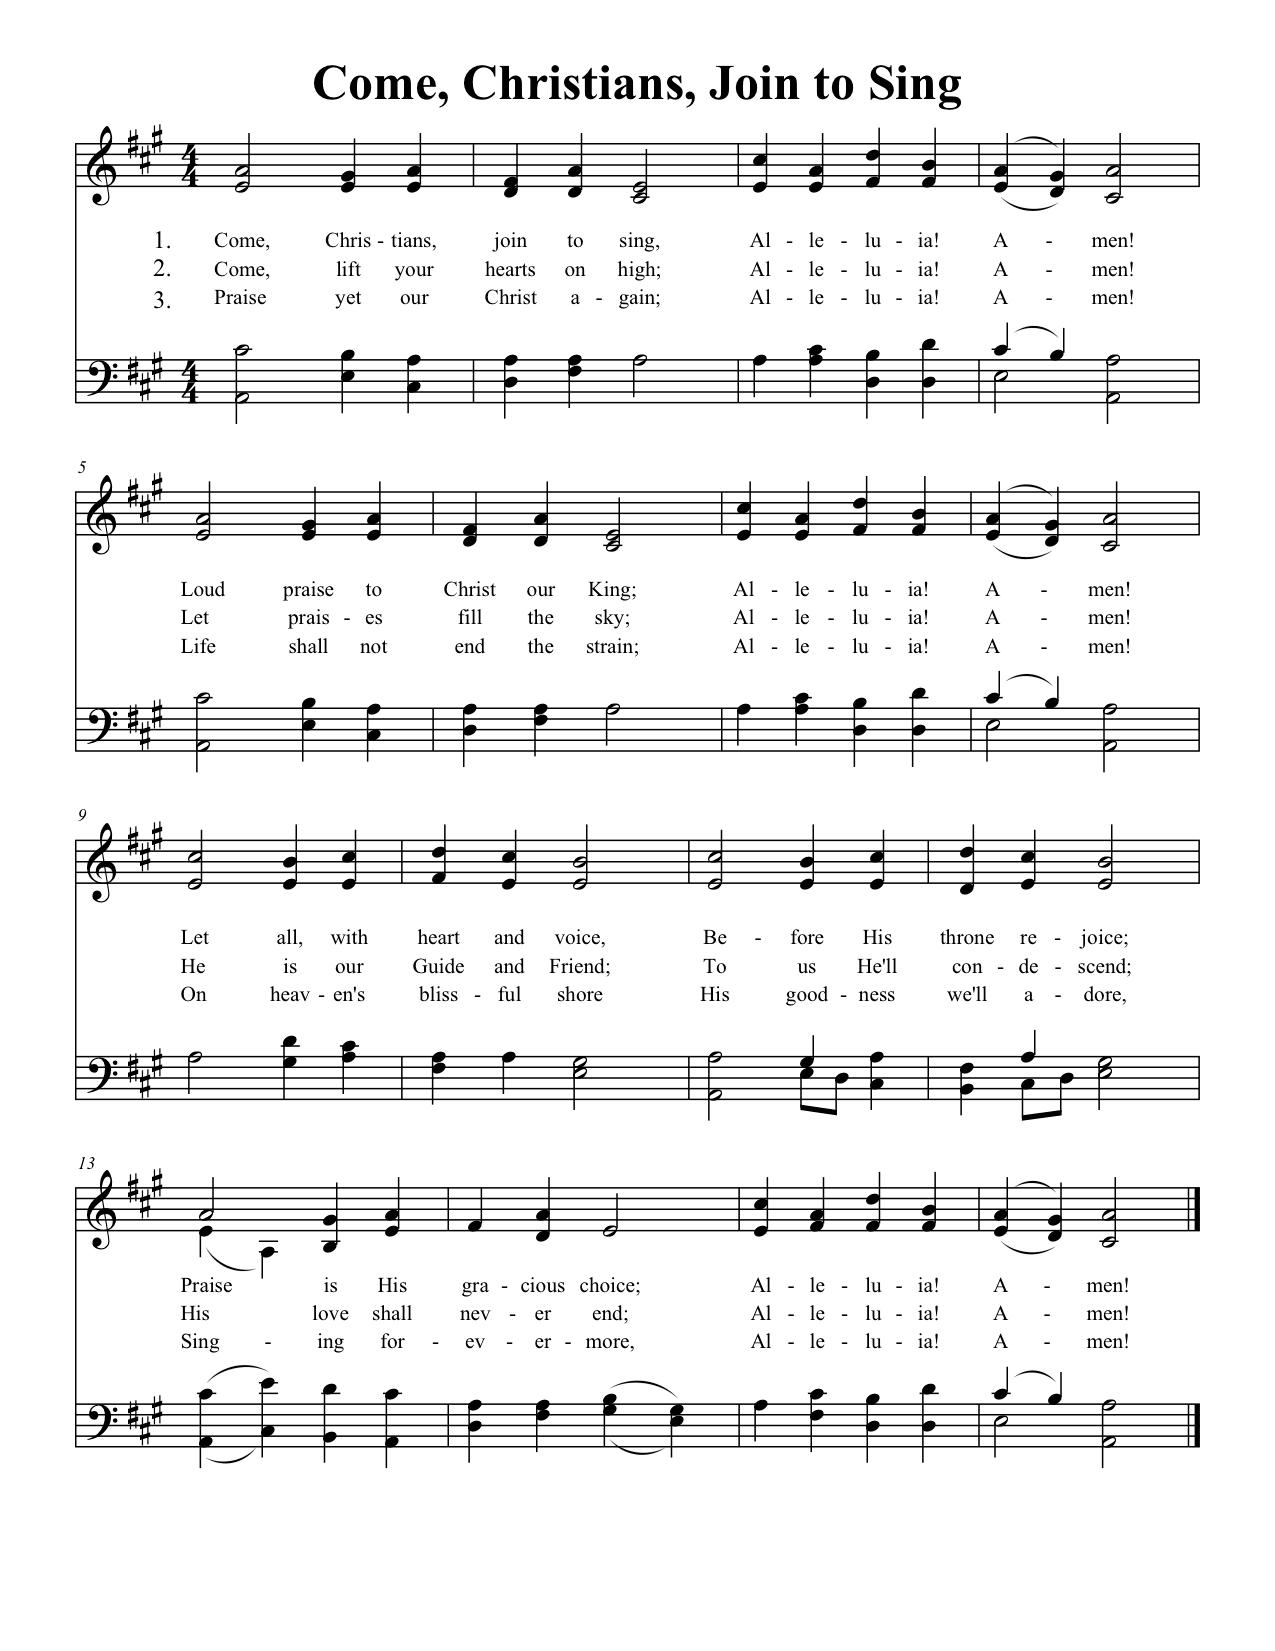 Come, Christians, Join to Sing
4 4
1. Come, Chris - tians, join to sing, Al - le - lu - ia! A - men!
2. Come, lift your hearts on high; Al - le - lu - ia! A - men!
3. Praise yet our Christ a - gain; Al - le - lu - ia! A - men!
4 4
5
Loud praise to Christ our King; Al - le - lu - ia! A - men!
Let prais - es fill the sky; Al - le - lu - ia! A - men!
Life shall not end the strain; Al - le - lu - ia! A - men!
9
Let all, with heart and voice, Be - fore His throne re - joice;
He is our Guide and Friend; To us He'll con - de - scend;
On heav - en's bliss - ful shore His good - ness we'll a - dore,
13
Praise is His gra - cious choice; Al - le - lu - ia! A - men!
His love shall nev - er end; Al - le - lu - ia! A - men!
Sing - ing for - ev - er - more, Al - le - lu - ia! A - men!